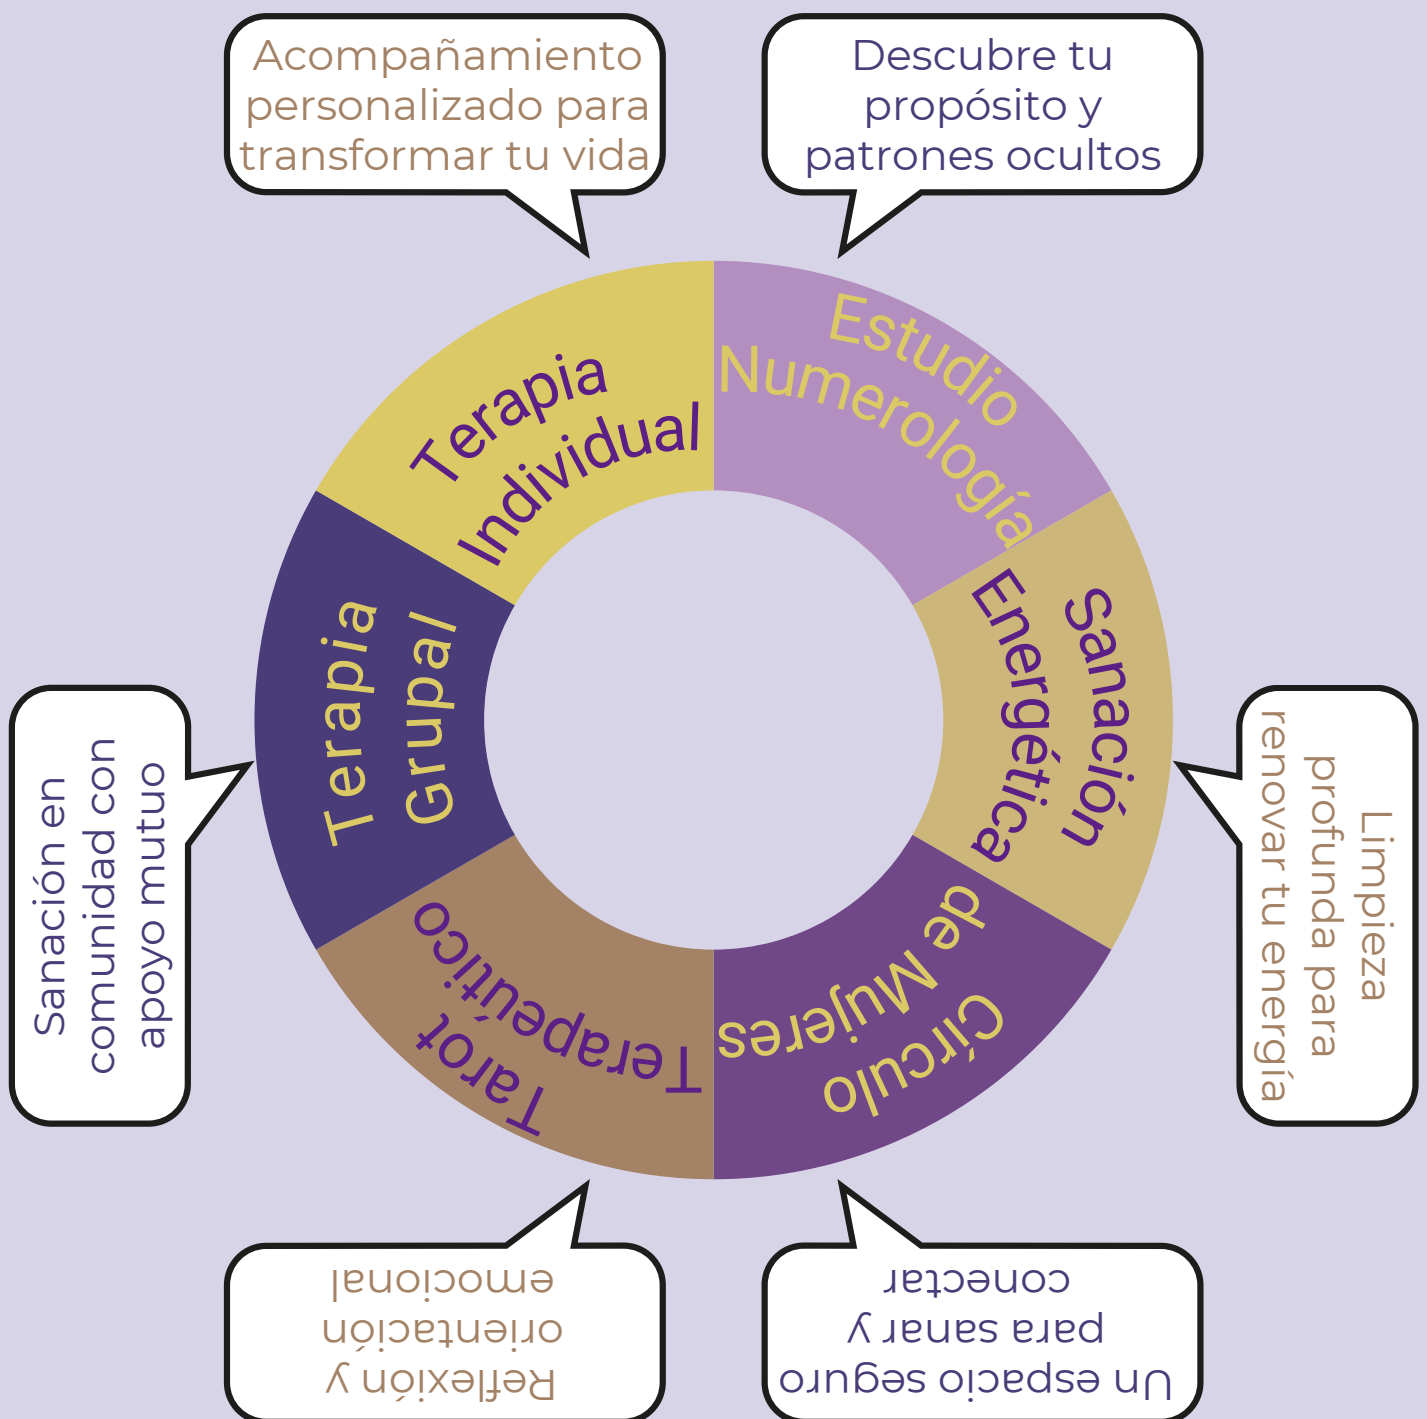 Acompañamiento
personalizado para
transformar tu vida
Descubre tu
propósito y
patrones ocultos
Terapia
Individual
Estudio
Numerología
Sanación
Energética
Limpieza
profunda para
renovar tu energía
Círculo
de Mujeres
Un espacio seguro
para sanar y
conectar
Tarot
Terapeútico
Reflexión y
orientación
emocional
Terapia
Grupal
Sanación en
comunidad con
apoyo mutuo